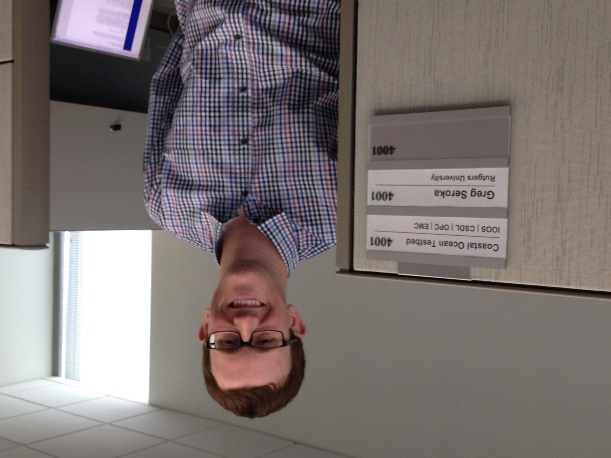 Coastal Ocean Testbed 4001
IOOS | CSDL | OPC | EMC
Greg Seroka 4001
Rutgers University
4001